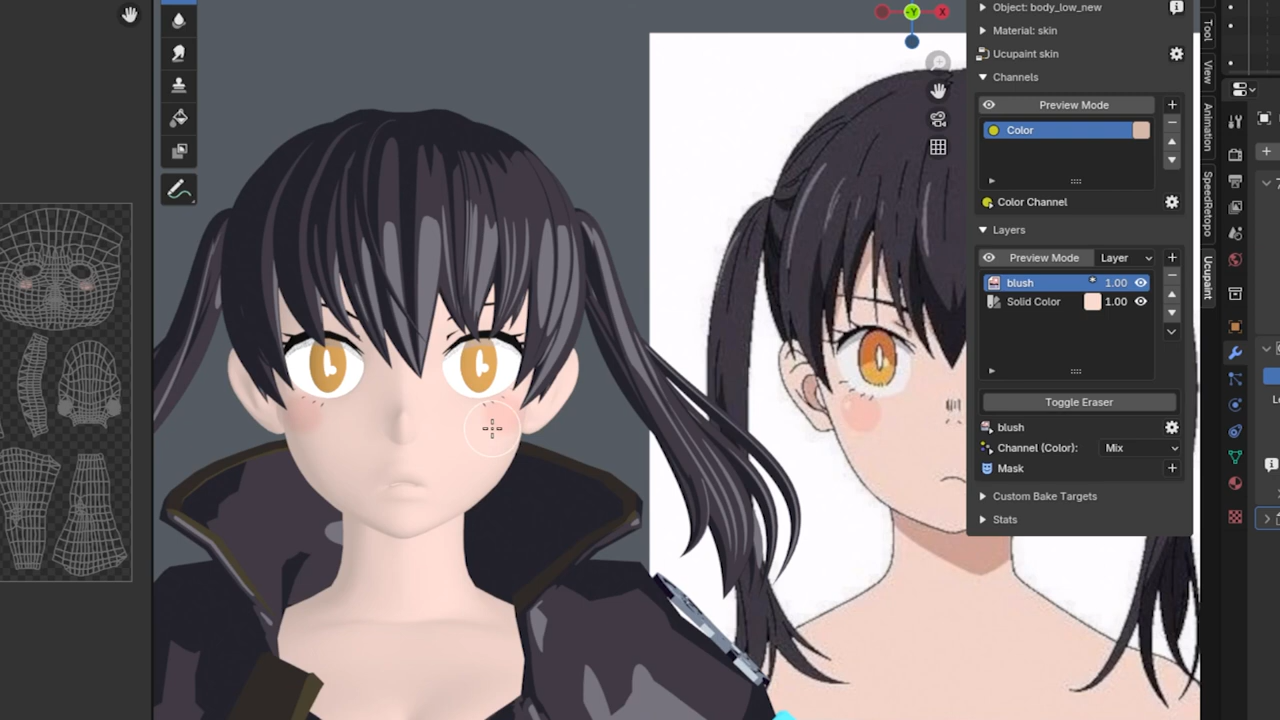 Object: body_low_new
Material: skin
Ucupaint skin
Channels
Preview Mode
Color
Color Channel
Layers
Preview Mode Layer
blush 1.00
Solid Color 1.00
Toggle Eraser
blush
Channel (Color): Mix
Mask
Custom Bake Targets
Stats
Tool
View
Animation
SpeedRetopo
Ucupaint
-Y
X